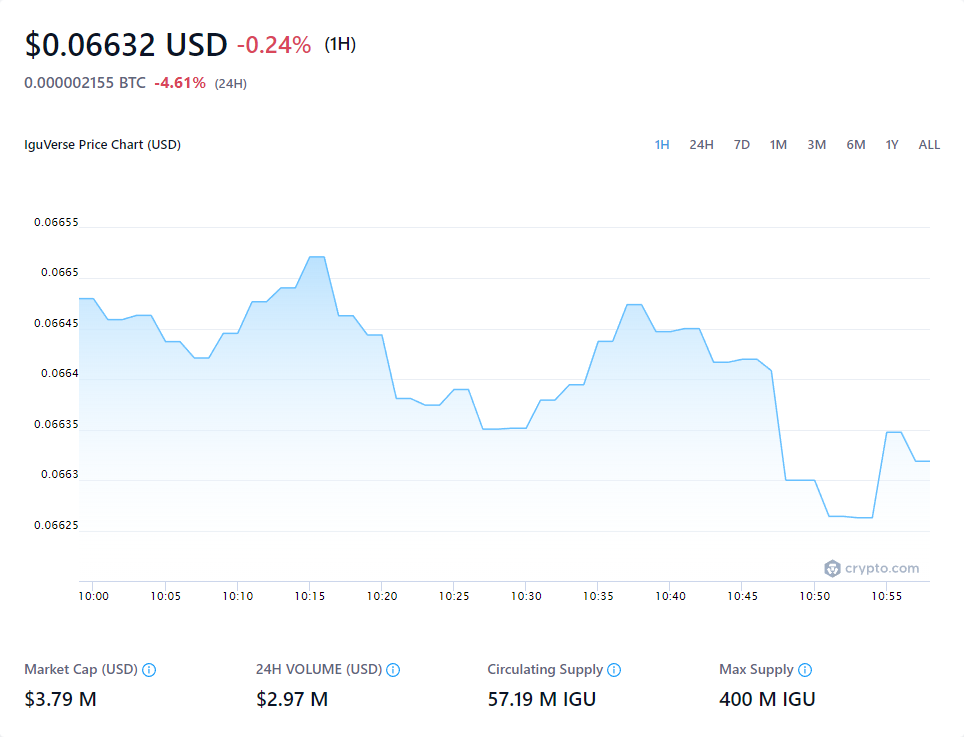 $0.06632 USD -0.24% (1H)
0.000002155 BTC -4.61% (24H)
IguVerse Price Chart (USD) 1H 24H 7D 1M 3M 6M 1Y ALL
0.06655
0.0665
0.06645
0.0664
0.06635
0.0663
0.06625
crypto.com
10:00 10:05 10:10 10:15 10:20 10:25 10:30 10:35 10:40 10:45 10:50 10:55
Market Cap (USD) 24H VOLUME (USD) Circulating Supply Max Supply
$3.79 M $2.97 M 57.19 M IGU 400 M IGU